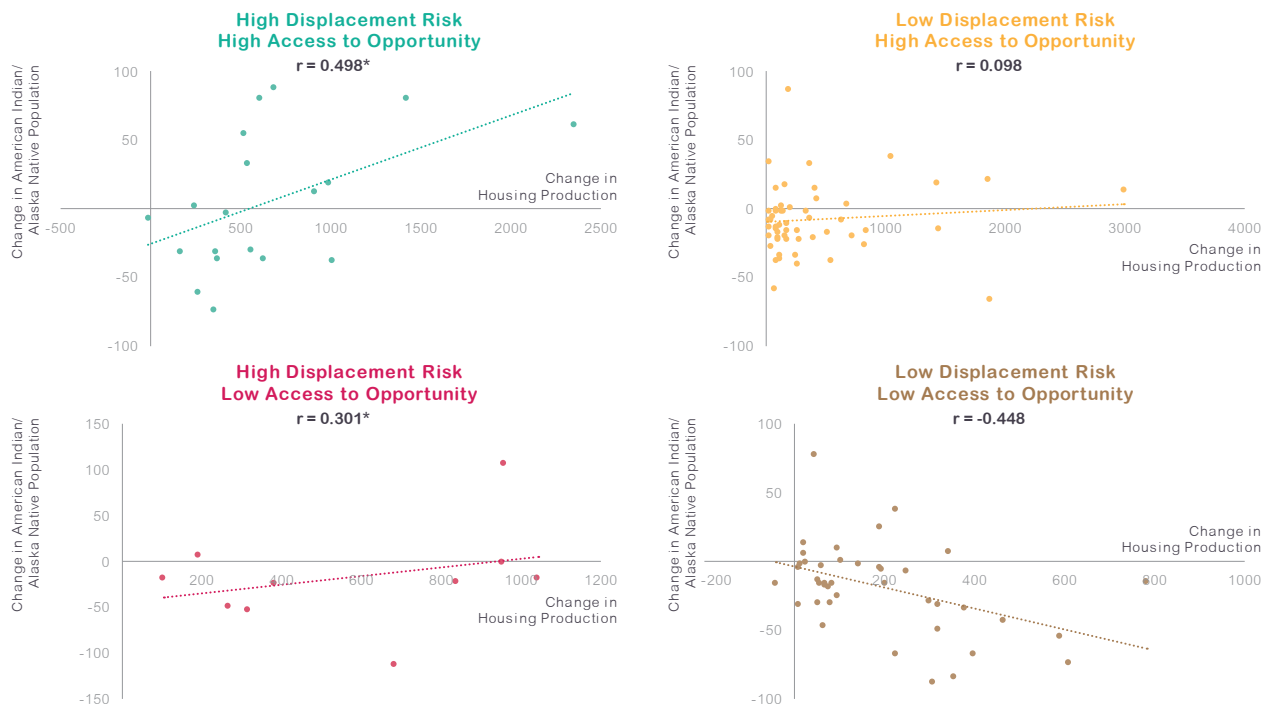 High Displacement Risk
High Access to Opportunity
r = 0.498*
Change in American Indian/
Alaska Native Population
100
50
0
-50
-100
-500
500
1000
1500
2000
2500
Change in
Housing Production
Low Displacement Risk
High Access to Opportunity
r = 0.098
Change in American Indian/
Alaska Native Population
100
50
0
-50
-100
1000
2000
3000
4000
Change in
Housing Production
High Displacement Risk
Low Access to Opportunity
r = 0.301*
Change in American Indian/
Alaska Native Population
150
100
50
0
-50
-100
-150
200
400
600
800
1000
1200
Change in
Housing Production
Low Displacement Risk
Low Access to Opportunity
r = -0.448
Change in American Indian/
Alaska Native Population
100
50
0
-50
-100
-200
200
400
600
800
1000
Change in
Housing Production